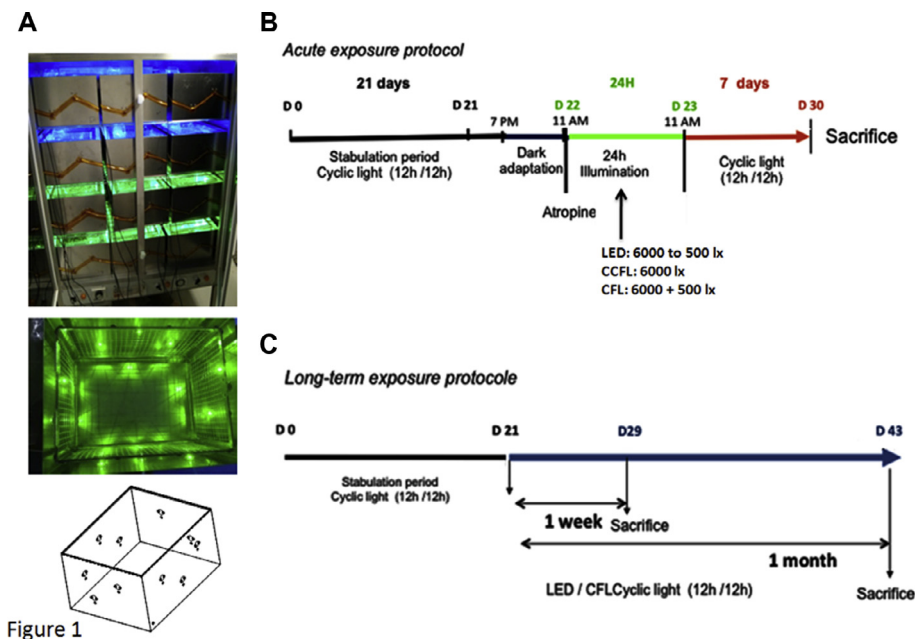 A
B
Acute exposure protocol
21 days
24H
7 days
D 0
D 21
7 PM
D 22
11 AM
D 23
11 AM
D 30
Sacrifice
Stabulation period
Cyclic light (12h /12h)
Dark
adaptation
24h
Illumination
Cyclic light
(12h /12h)
Atropine
LED: 6000 to 500 lx
CCFL: 6000 lx
CFL: 6000 + 500 lx
C
Long-term exposure protocole
D 0
D 21
D29
D 43
Stabulation period
Cyclic light (12h /12h)
1 week
Sacrifice
1 month
LED / CFLCyclic light (12h /12h)
Sacrifice
Figure 1